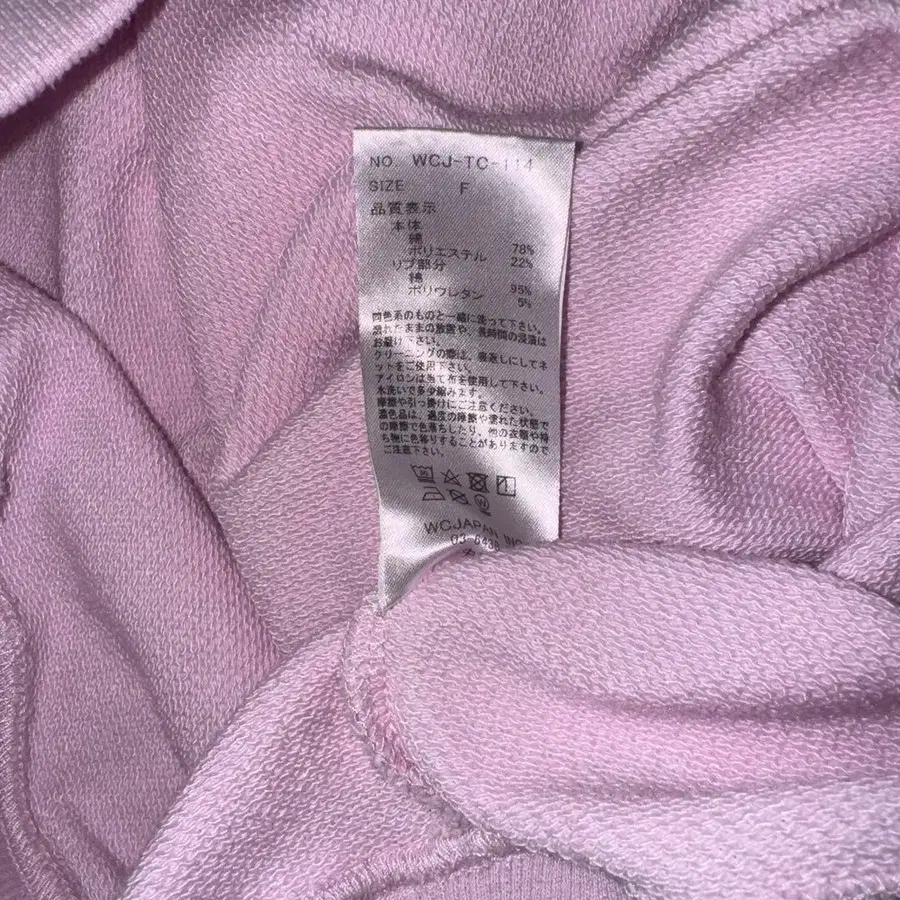 NO. WCJ-TC-114
SIZE F
品質表示
本体
綿 78%
ポリエステル 22%
リブ部分
綿 95%
ポリウレタン 5%
同色系のものと一緒に洗って下さい。
濡れたままの放置や、長時間の浸漬は
お避け下さい。
クリーニングの際は、裏返しにしてネ
ットをご使用下さい。
アイロンは当て布を使用して下さい。
水洗いで多少縮みます。
摩擦や引っ掛けにご注意ください。
濃色品は、過度の摩擦や濡れた状態で
の摩擦で色落ちしたり、他の衣類や持
ち物に色移りすることがありますので
ご注意下さい。
W
WCJAPAN INC
03-6438